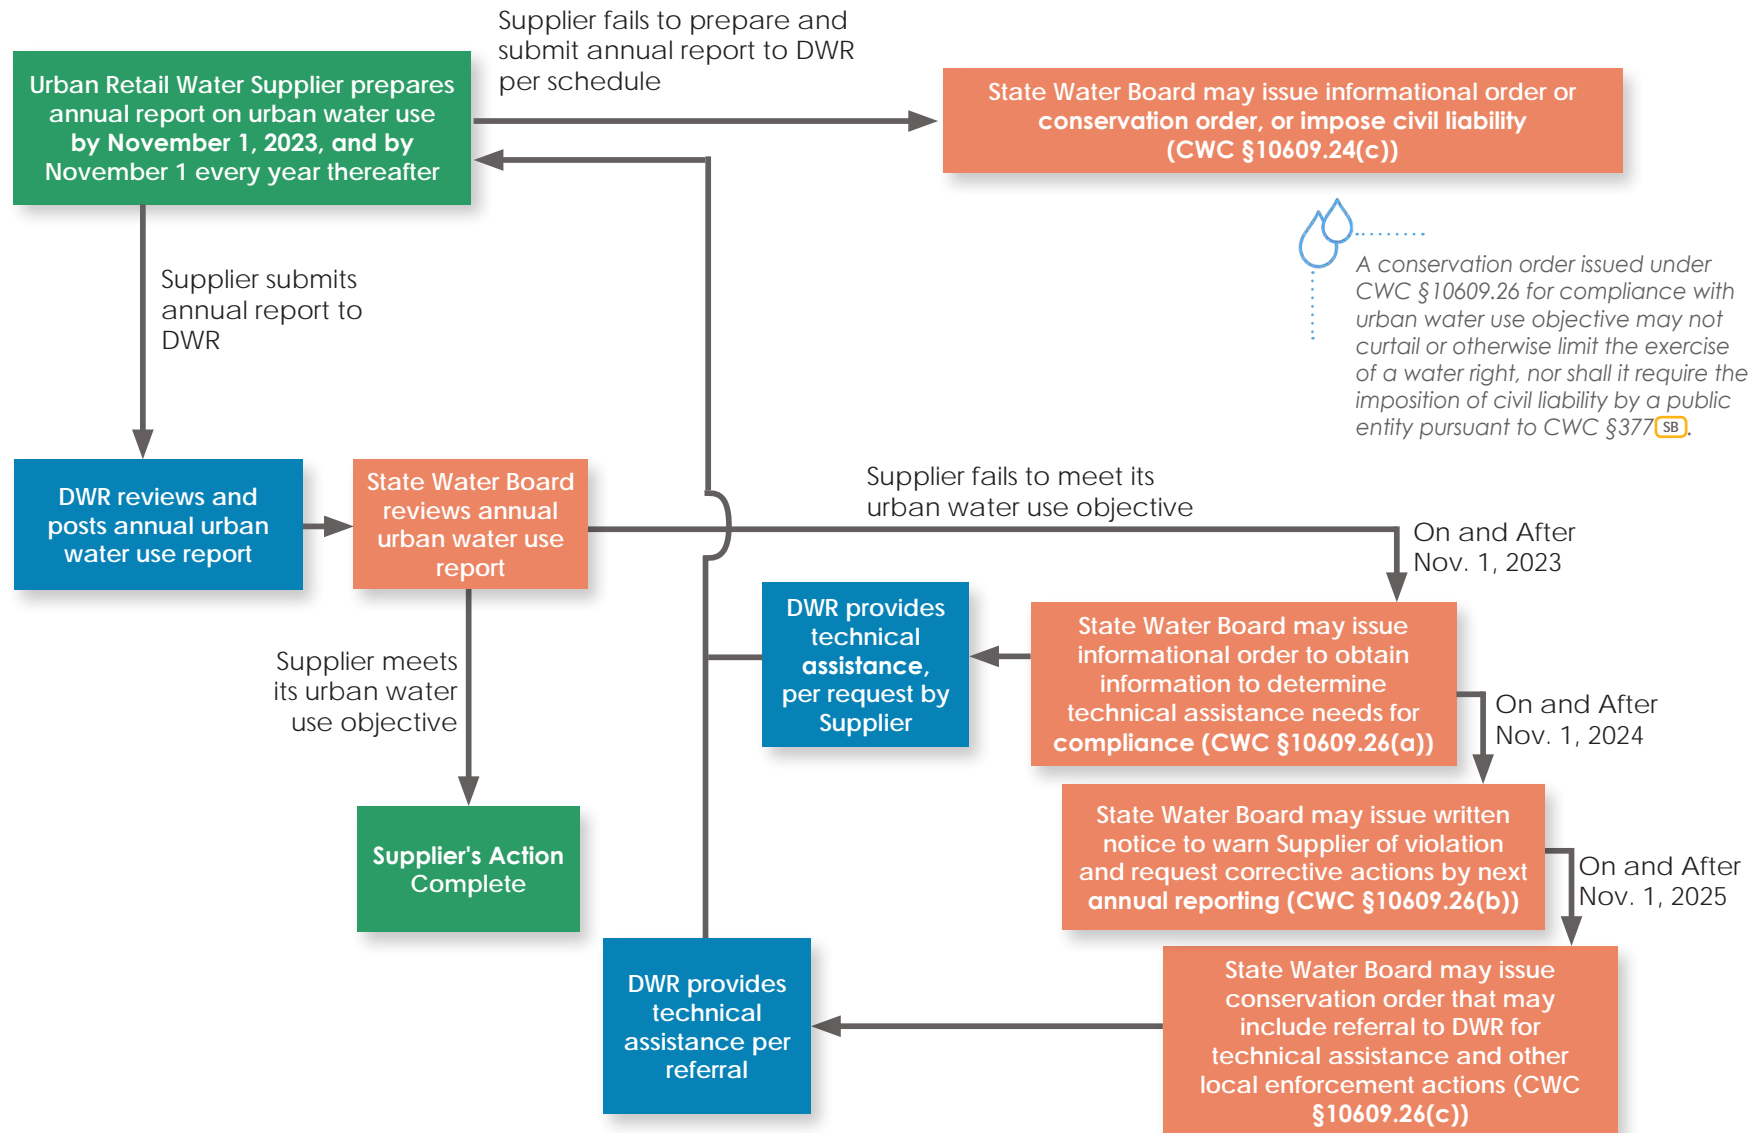 Supplier fails to prepare and
submit annual report to DWR
per schedule
Urban Retail Water Supplier prepares
annual report on urban water use
by November 1, 2023, and by
November 1 every year thereafter
State Water Board may issue informational order or
conservation order, or impose civil liability
(CWC §10609.24(c))
A conservation order issued under
CWC §10609.26 for compliance with
urban water use objective may not
curtail or otherwise limit the exercise
of a water right, nor shall it require the
imposition of civil liability by a public
entity pursuant to CWC §377 SB.
Supplier submits
annual report to
DWR
DWR reviews and
posts annual urban
water use report
State Water Board
reviews annual
urban water use
report
Supplier fails to meet its
urban water use objective
On and After
Nov. 1, 2023
DWR provides
technical
assistance,
per request by
Supplier
State Water Board may issue
informational order to obtain
information to determine
technical assistance needs for
compliance (CWC §10609.26(a))
Supplier meets
its urban water
use objective
On and After
Nov. 1, 2024
State Water Board may issue written
notice to warn Supplier of violation
and request corrective actions by next
annual reporting (CWC §10609.26(b))
Supplier's Action
Complete
On and After
Nov. 1, 2025
DWR provides
technical
assistance per
referral
State Water Board may issue
conservation order that may
include referral to DWR for
technical assistance and other
local enforcement actions (CWC
§10609.26(c))